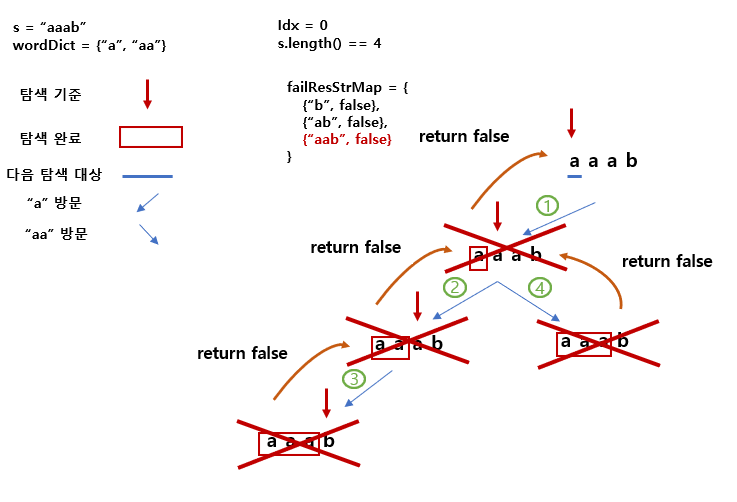 s = “aaab”
wordDict = {“a”, “aa”}
탐색 기준
탐색 완료
다음 탐색 대상
“a” 방문
“aa” 방문
Idx = 0
s.length() == 4
failResStrMap = {
{“b”, false},
{“ab”, false},
{“aab”, false}
}
return false
a a a b
①
return false
a a a b
return false
②
④
return false
a a a b
a a a b
③
a a a b